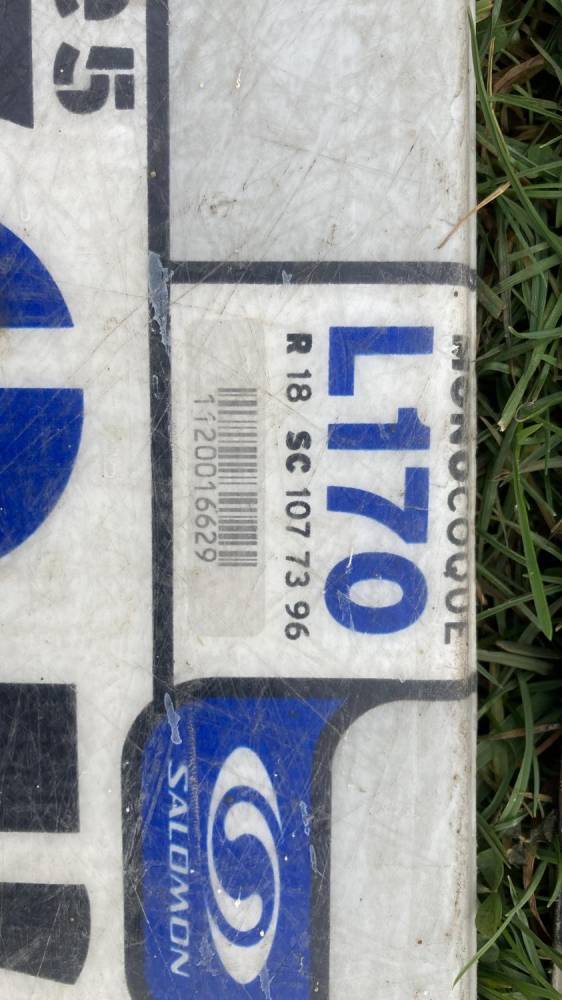 MONOCOQUE
L170
R 18 SC 107 73 96
1120016629
SALOMON